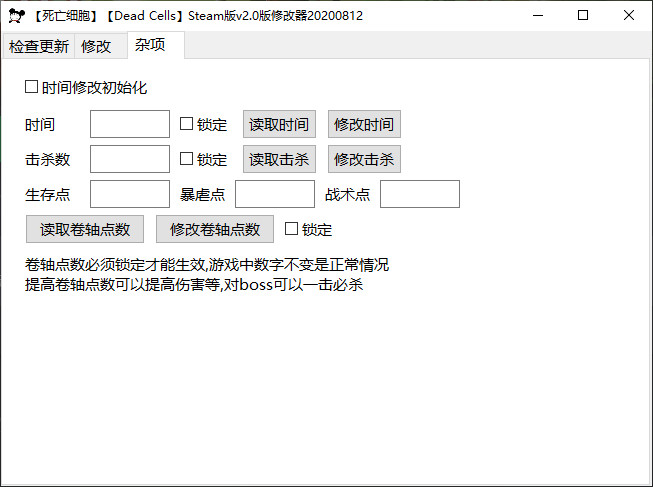 【死亡细胞】【Dead Cells】Steam版v2.0版修改器20200812
检查更新 修改 杂项
时间修改初始化
时间 锁定 读取时间 修改时间
击杀数 锁定 读取击杀 修改击杀
生存点 暴虐点 战术点
读取卷轴点数 修改卷轴点数 锁定
卷轴点数必须锁定才能生效,游戏中数字不变是正常情况
提高卷轴点数可以提高伤害等,对boss可以一击必杀